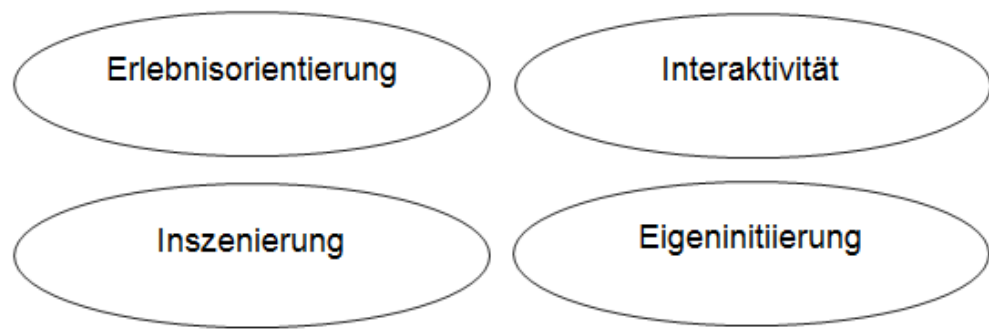 Erlebnisorientierung
Interaktivität
Inszenierung
Eigeninitiierung